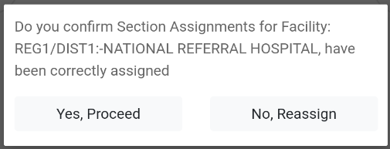 Do you confirm Section Assignments for Facility:
REG1/DIST1:-NATIONAL REFERRAL HOSPITAL, have
been correctly assigned
Yes, Proceed
No, Reassign